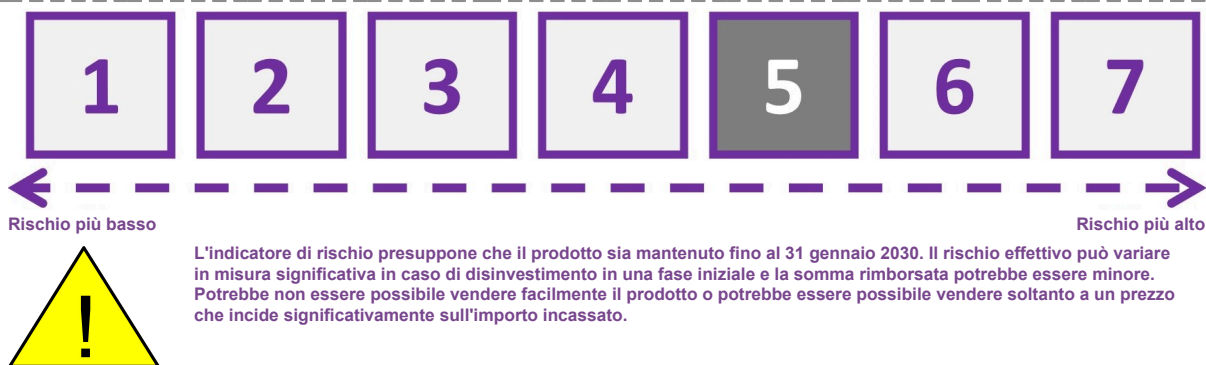 1 2 3 4 5 6 7
Rischio più basso Rischio più alto
L'indicatore di rischio presuppone che il prodotto sia mantenuto fino al 31 gennaio 2030. Il rischio effettivo può variare
in misura significativa in caso di disinvestimento in una fase iniziale e la somma rimborsata potrebbe essere minore.
Potrebbe non essere possibile vendere facilmente il prodotto o potrebbe essere possibile vendere soltanto a un prezzo
che incide significativamente sull'importo incassato.
!